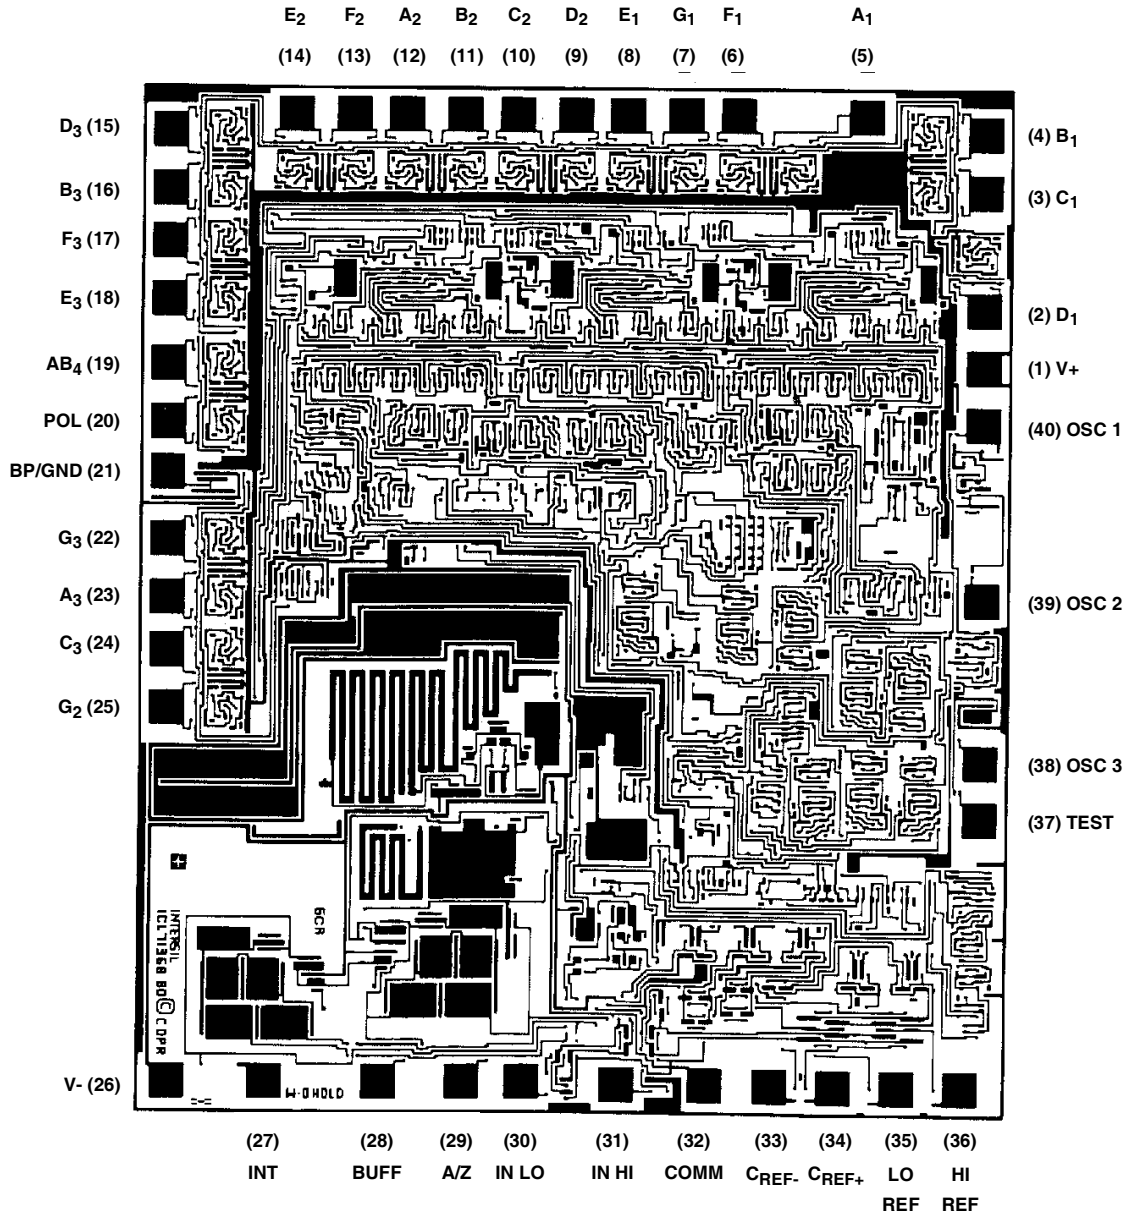 E2 F2 A2 B2 C2 D2 E1 G1 F1 A1
(14) (13) (12) (11) (10) (9) (8) (7) (6) (5)
D3 (15)
B3 (16)
F3 (17)
E3 (18)
AB4 (19)
POL (20)
BP/GND (21)
G3 (22)
A3 (23)
C3 (24)
G2 (25)
V- (26)
(4) B1
(3) C1
(2) D1
(1) V+
(40) OSC 1
(39) OSC 2
(38) OSC 3
(37) TEST
GCR
INTERSIL
ICL7136B BD © CDPR
W-OHOLD
(27) (28) (29) (30) (31) (32) (33) (34) (35) (36)
INT BUFF A/Z IN LO IN HI COMM CREF- CREF+ LO HI
REF REF